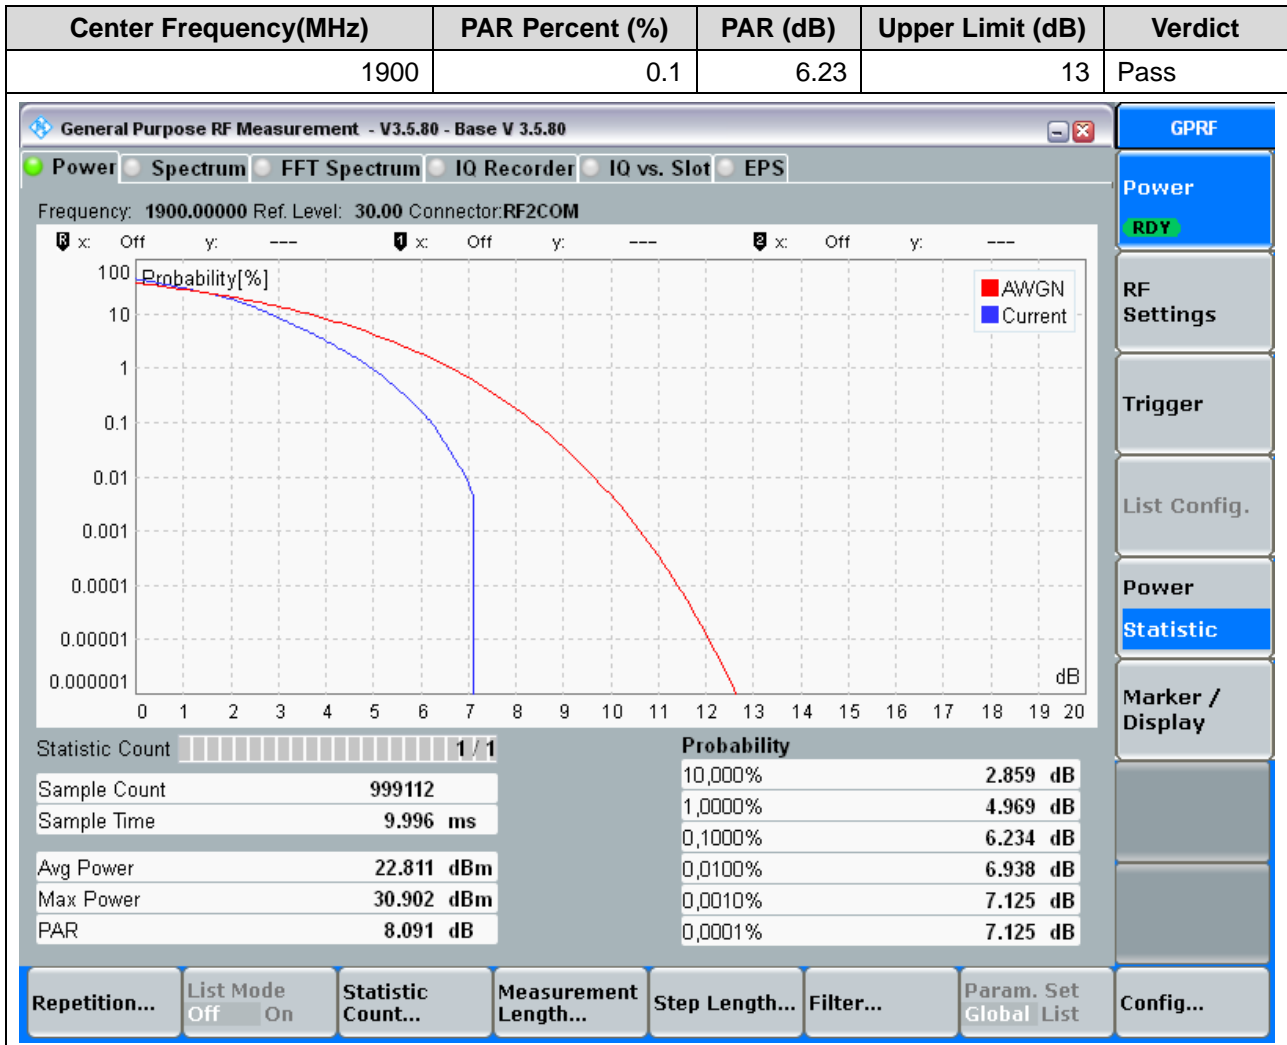 Center Frequency(MHz) PAR Percent (%) PAR (dB) Upper Limit (dB) Verdict
1900 0.1 6.23 13 Pass
General Purpose RF Measurement - V3.5.80 - Base V 3.5.80
GPRF
Power Spectrum FFT Spectrum IQ Recorder IQ vs. Slot EPS
Frequency: 1900.00000 Ref. Level: 30.00 Connector:RF2COM
R x: Off y: --- 1 x: Off y: --- 2 x: Off y: ---
Probability[%]
AWGN
Current
100
10
1
0.1
0.01
0.001
0.0001
0.00001
0.000001
dB
0 1 2 3 4 5 6 7 8 9 10 11 12 13 14 15 16 17 18 19 20
Statistic Count 1 / 1
Sample Count 999112
Sample Time 9.996 ms
Avg Power 22.811 dBm
Max Power 30.902 dBm
PAR 8.091 dB
Probability
10,000% 2.859 dB
1,0000% 4.969 dB
0,1000% 6.234 dB
0,0100% 6.938 dB
0,0010% 7.125 dB
0,0001% 7.125 dB
Power
RDY
RF
Settings
Trigger
List Config.
Power
Statistic
Marker /
Display
Repetition...
List Mode
Off On
Statistic
Count...
Measurement
Length...
Step Length...
Filter...
Param. Set
Global List
Config...